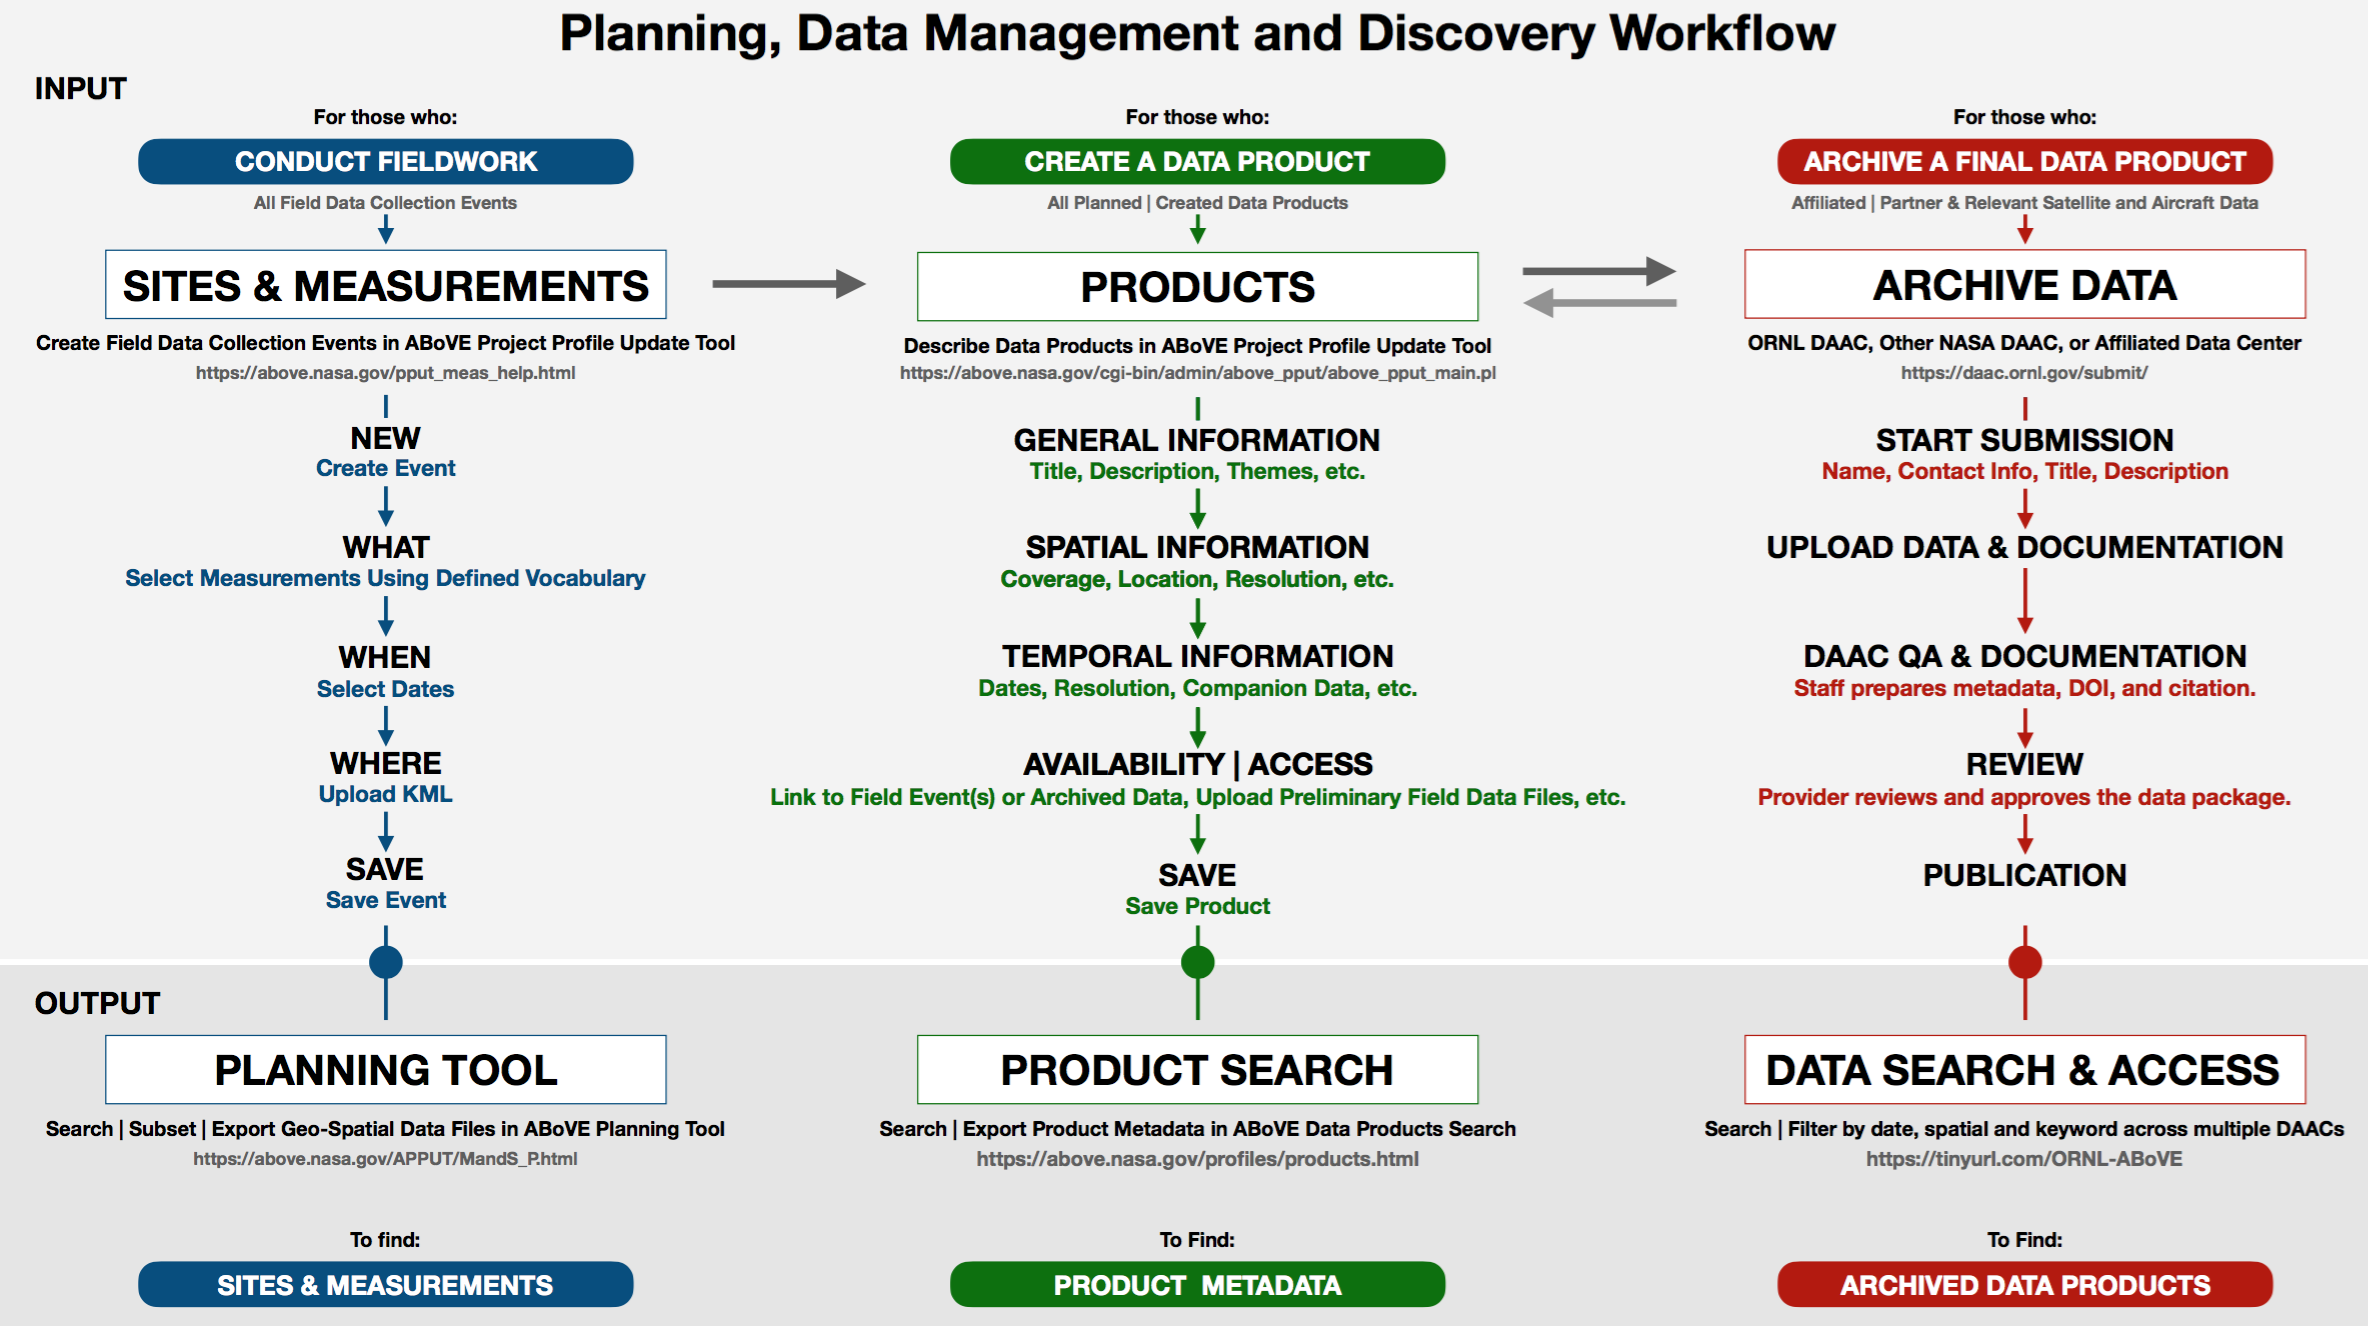 Planning, Data Management and Discovery Workflow
INPUT
For those who:
CONDUCT FIELDWORK
All Field Data Collection Events
SITES & MEASUREMENTS
Create Field Data Collection Events in ABoVE Project Profile Update Tool
https://above.nasa.gov/pput_meas_help.html
NEW
Create Event
WHAT
Select Measurements Using Defined Vocabulary
WHEN
Select Dates
WHERE
Upload KML
SAVE
Save Event
For those who:
CREATE A DATA PRODUCT
All Planned | Created Data Products
PRODUCTS
Describe Data Products in ABoVE Project Profile Update Tool
https://above.nasa.gov/cgi-bin/admin/above_pput/above_pput_main.pl
GENERAL INFORMATION
Title, Description, Themes, etc.
SPATIAL INFORMATION
Coverage, Location, Resolution, etc.
TEMPORAL INFORMATION
Dates, Resolution, Companion Data, etc.
AVAILABILITY | ACCESS
Link to Field Event(s) or Archived Data, Upload Preliminary Field Data Files, etc.
SAVE
Save Product
For those who:
ARCHIVE A FINAL DATA PRODUCT
Affiliated | Partner & Relevant Satellite and Aircraft Data
ARCHIVE DATA
ORNL DAAC, Other NASA DAAC, or Affiliated Data Center
https://daac.ornl.gov/submit/
START SUBMISSION
Name, Contact Info, Title, Description
UPLOAD DATA & DOCUMENTATION
DAAC QA & DOCUMENTATION
Staff prepares metadata, DOI, and citation.
REVIEW
Provider reviews and approves the data package.
PUBLICATION
OUTPUT
PLANNING TOOL
Search | Subset | Export Geo-Spatial Data Files in ABoVE Planning Tool
https://above.nasa.gov/APPUT/MandS_P.html
To find:
SITES & MEASUREMENTS
PRODUCT SEARCH
Search | Export Product Metadata in ABoVE Data Products Search
https://above.nasa.gov/profiles/products.html
To Find:
PRODUCT METADATA
DATA SEARCH & ACCESS
Search | Filter by date, spatial and keyword across multiple DAACs
https://tinyurl.com/ORNL-ABoVE
To Find:
ARCHIVED DATA PRODUCTS